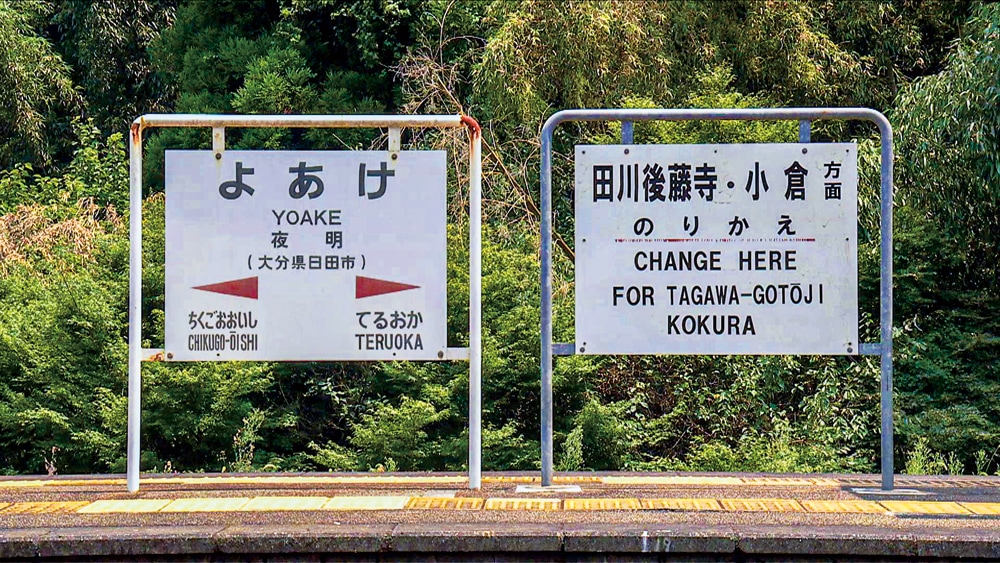 よあけ
YOAKE
夜 明
(大分県日田市)
ちくごおおいし
CHIKUGO-ŌISHI
てるおか
TERUOKA
田川後藤寺・小倉方面
のりかえ
CHANGE HERE
FOR TAGAWA-GOTŌJI
KOKURA